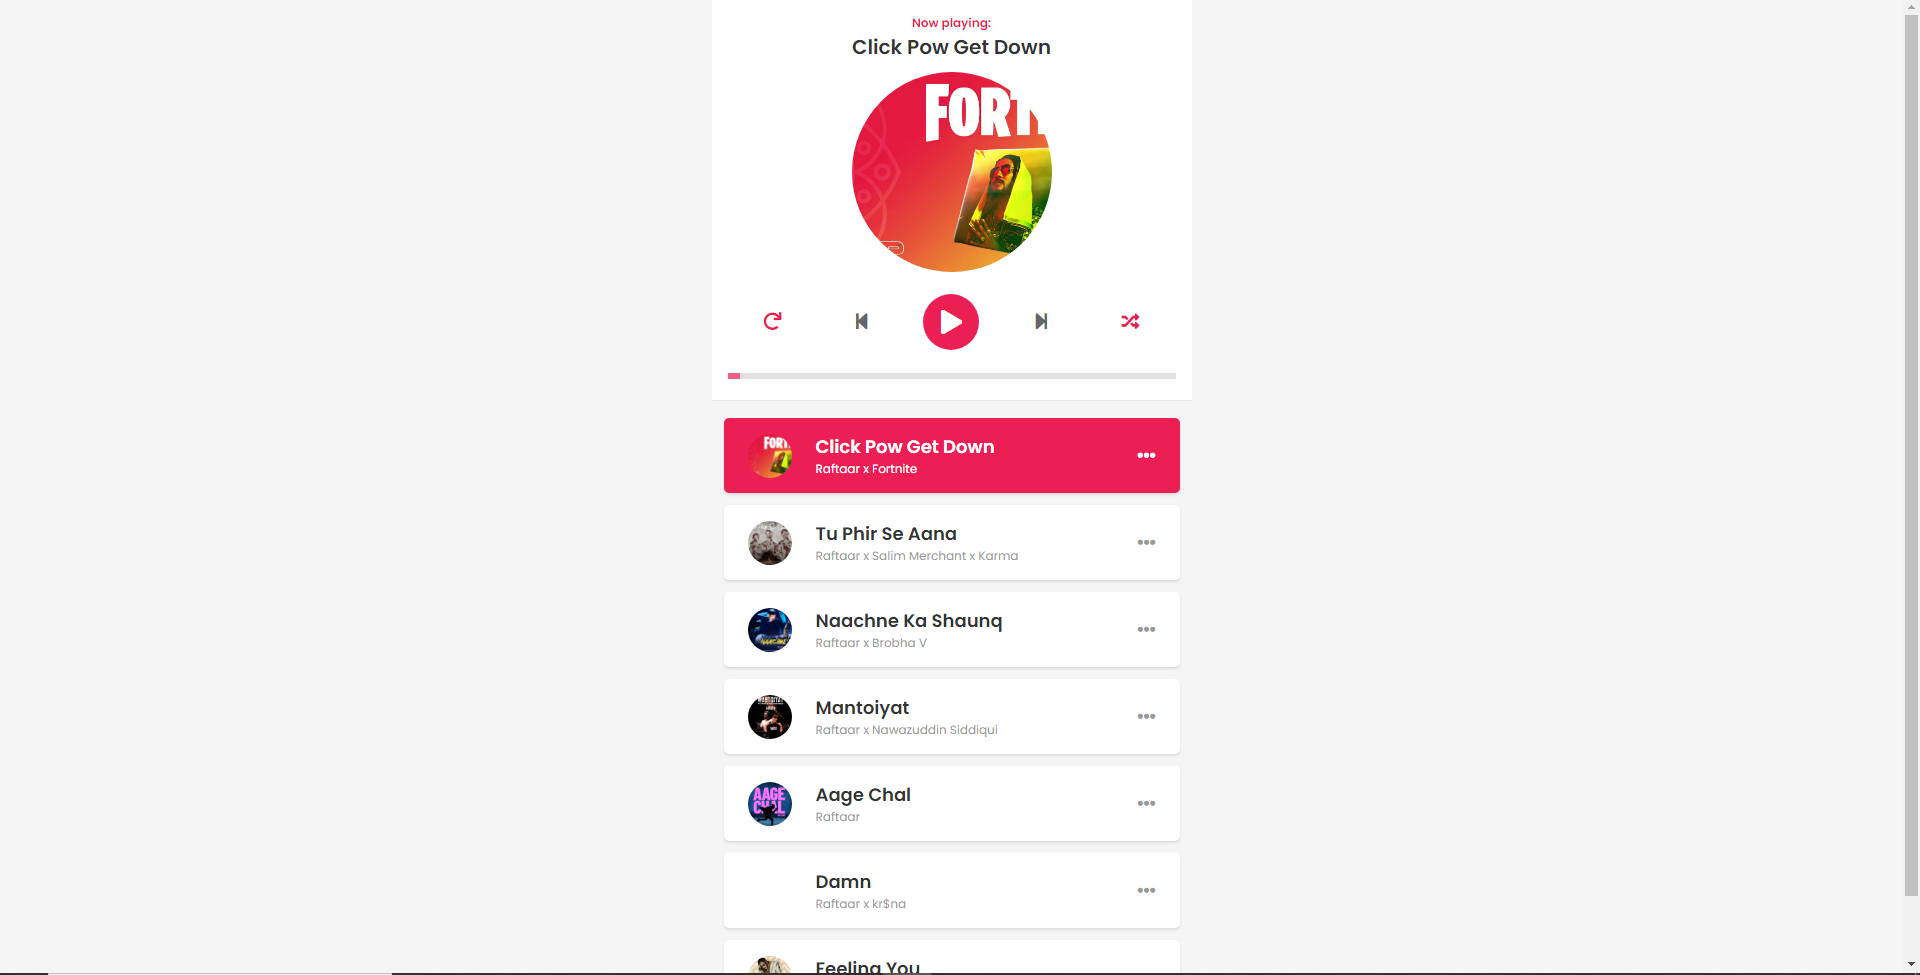 Now playing:
Click Pow Get Down
FORT
Click Pow Get Down
Raftaar x Fortnite
Tu Phir Se Aana
Raftaar x Salim Merchant x Karma
Naachne Ka Shaunq
Raftaar x Brobha V
Mantoiyat
Raftaar x Nawazuddin Siddiqui
AAGE
CHAL
Aage Chal
Raftaar
Damn
Raftaar x kr$na
Feeling You